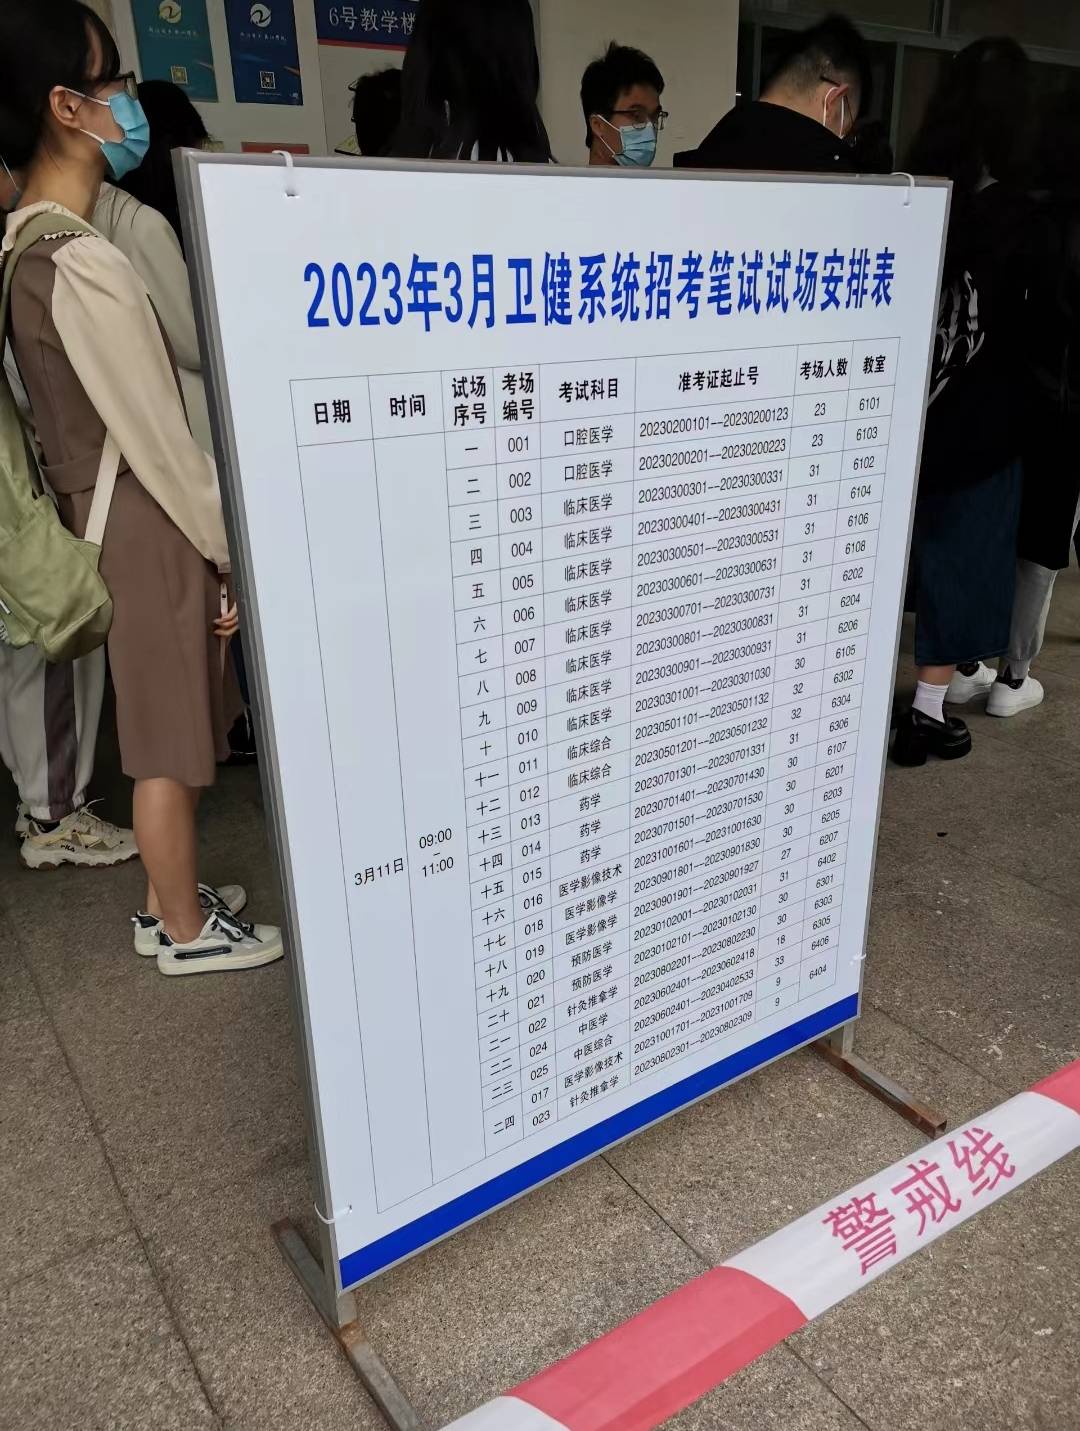 6号教学楼
2023年3月卫健系统招考笔试试场安排表
日期 时间 试场序号 考场编号 考试科目 准考证起止号 考场人数 教室
3月11日 09:00–11:00
一 001 口腔医学 20230200101—20230200123 23 6101
二 002 口腔医学 20230200201—20230200223 23 6103
三 003 临床医学 20230300301—20230300331 31 6102
四 004 临床医学 20230300401—20230300431 31 6104
五 005 临床医学 20230300501—20230300531 31 6106
六 006 临床医学 20230300601—20230300631 31 6108
七 007 临床医学 20230300701—20230300731 31 6202
八 008 临床医学 20230300801—20230300831 31 6204
九 009 临床医学 20230300901—20230300931 31 6206
十 010 临床医学 20230301001—20230301030 30 6105
十一 011 临床综合 20230501101—20230501132 32 6302
十二 012 临床综合 20230501201—20230501232 32 6304
十三 013 药学 20230701301—20230701331 31 6306
十四 014 药学 20230701401—20230701430 30 6107
十五 015 药学 20230701501—20230701530 30 6201
十六 016 医学影像技术 20231001601—20231001630 30 6203
十七 018 医学影像学 20230901801—20230901830 30 6205
十八 019 医学影像学 20230901901—20230901927 27 6207
十九 020 预防医学 20230102001—20230102031 31 6402
二十 021 预防医学 20230102101—20230102130 30 6301
二一 022 针灸推拿学 20230802201—20230802230 30 6303
二二 024 中医学 20230602401—20230602418 18 6305
二三 025 中医综合 20230602401—20230402533 33 6406
二四 017 医学影像技术 20231001701—20231001709 9 6404
023 针灸推拿学 20230802301—20230802309 9
警戒线
FILA